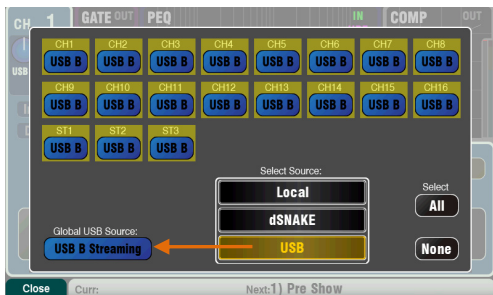 CH 1 GATE OUT PEQ IN COMP OUT
CH1 CH2 CH3 CH4 CH5 CH6 CH7 CH8
USB B USB B USB B USB B USB B USB B USB B USB B
CH9 CH10 CH11 CH12 CH13 CH14 CH15 CH16
USB B USB B USB B USB B USB B USB B USB B USB B
ST1 ST2 ST3
USB B USB B USB B
Select Source:
Local
dSNAKE
USB
Select
All
None
Global USB Source:
USB B Streaming
Close Curr: Next:1) Pre Show